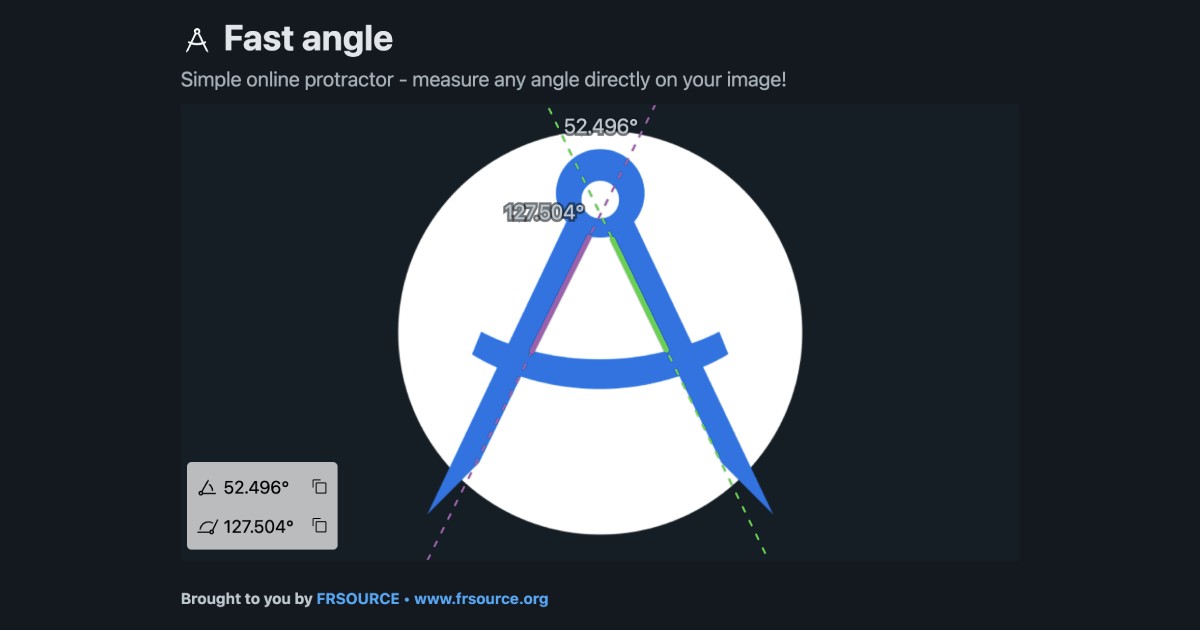 Fast angle
Simple online protractor - measure any angle directly on your image!
52.496°
127.504°
52.496°
127.504°
Brought to you by FRSOURCE • www.frsource.org